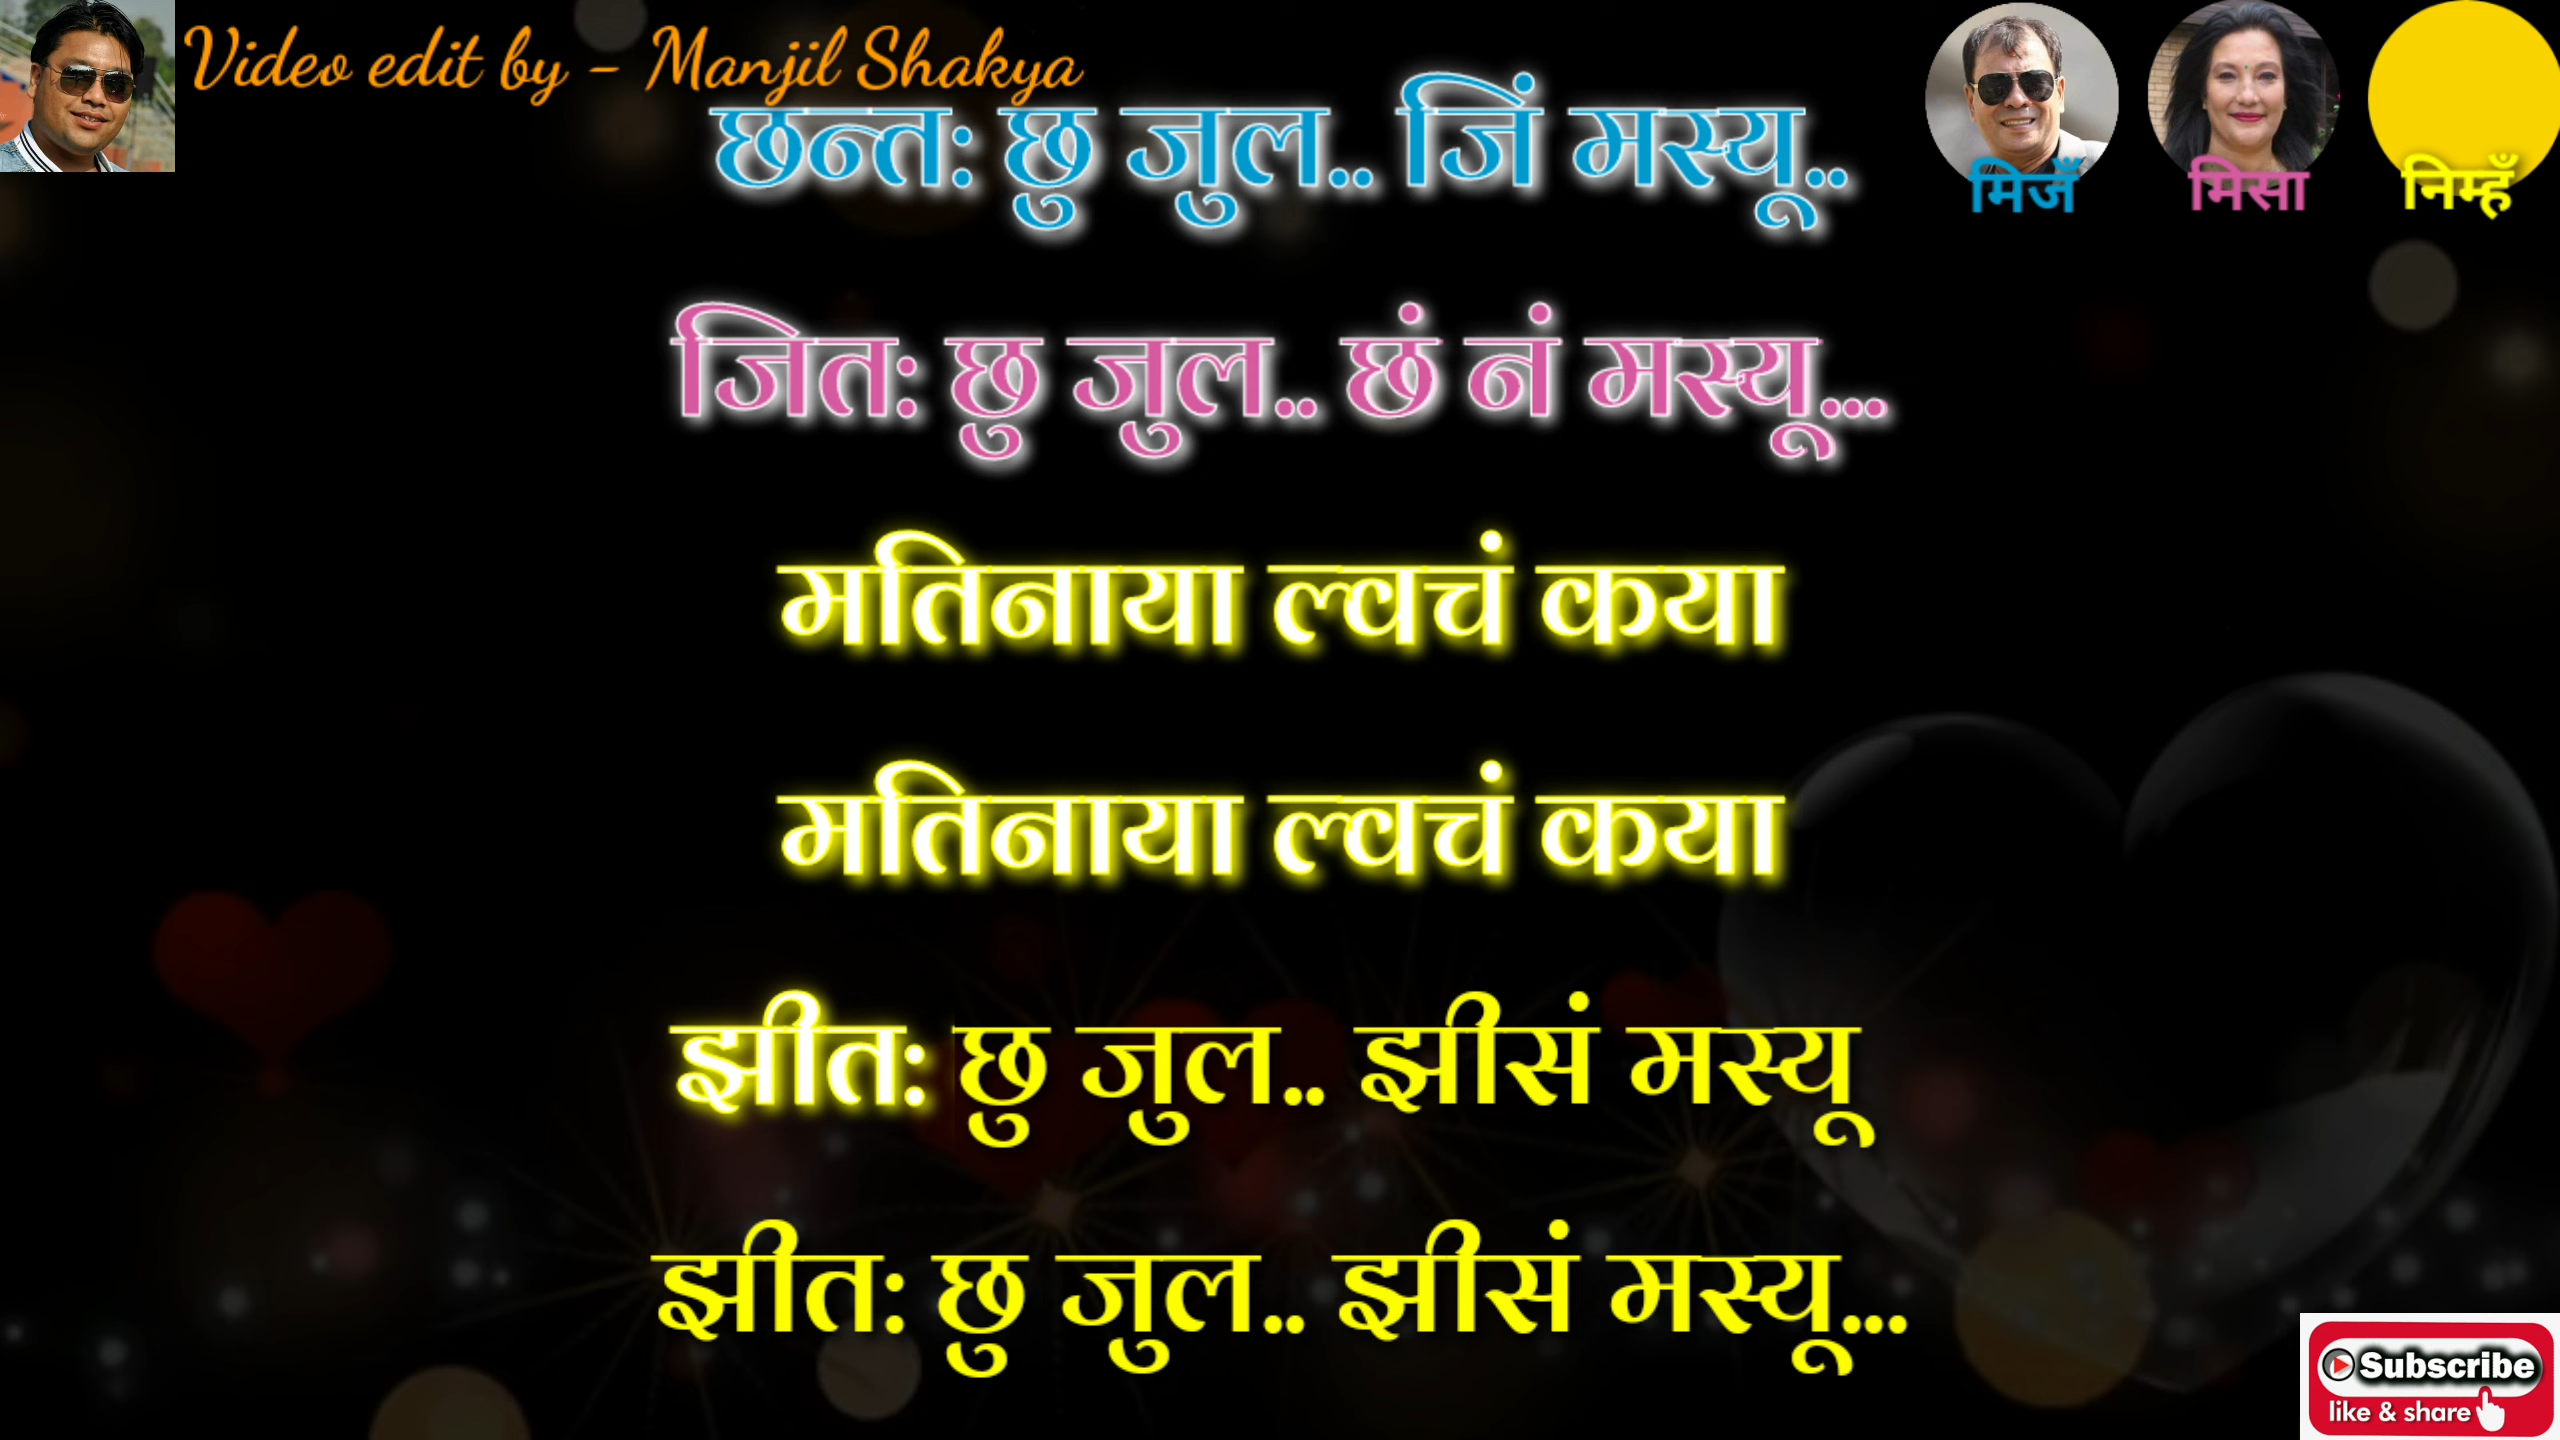 Video edit by - Manjil Shakya
मिजँ मिसा निम्हँ
छन्त: छु जुल.. जिं मस्यू..
जित: छु जुल.. छं नं मस्यू...
मतिनाया ल्वचं कया
मतिनाया ल्वचं कया
झीत: छु जुल.. झीसं मस्यू
झीत: छु जुल.. झीसं मस्यू...
Subscribe
like & share